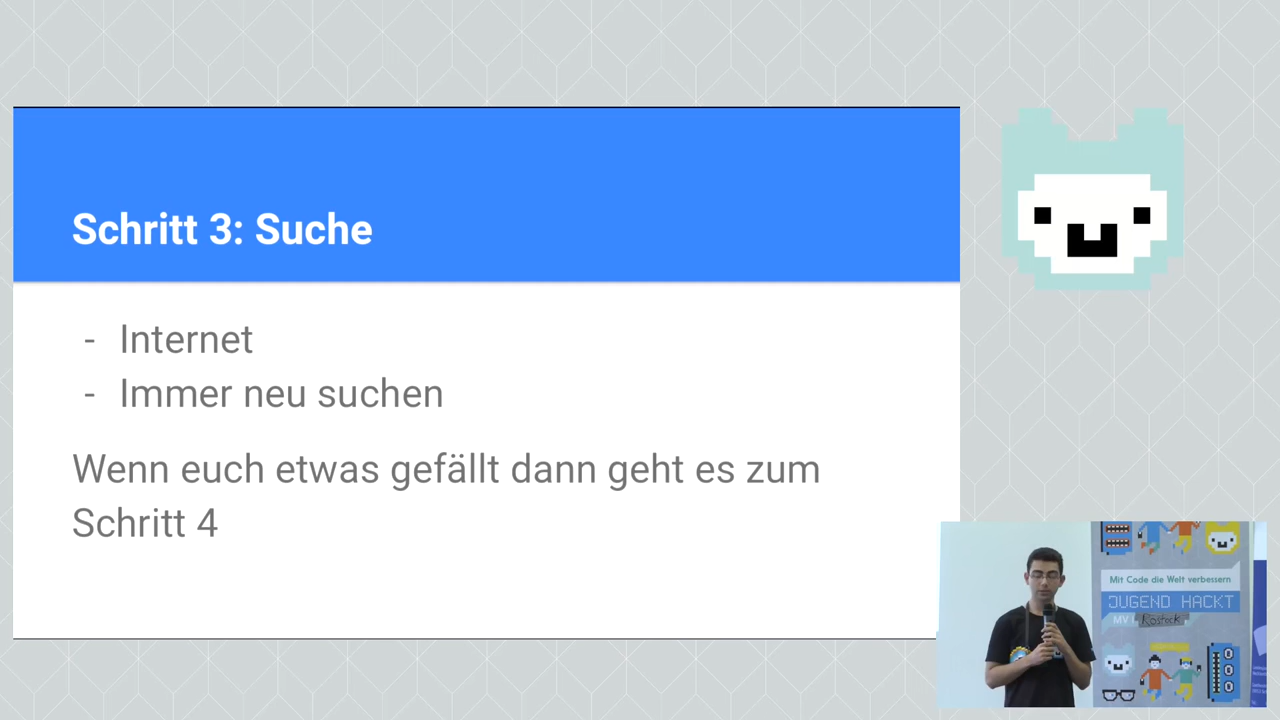 Schritt 3: Suche
- Internet
- Immer neu suchen
Wenn euch etwas gefällt dann geht es zum
Schritt 4
Mit Code die Welt verbessern
JUGEND HACKT
MV
Rostock